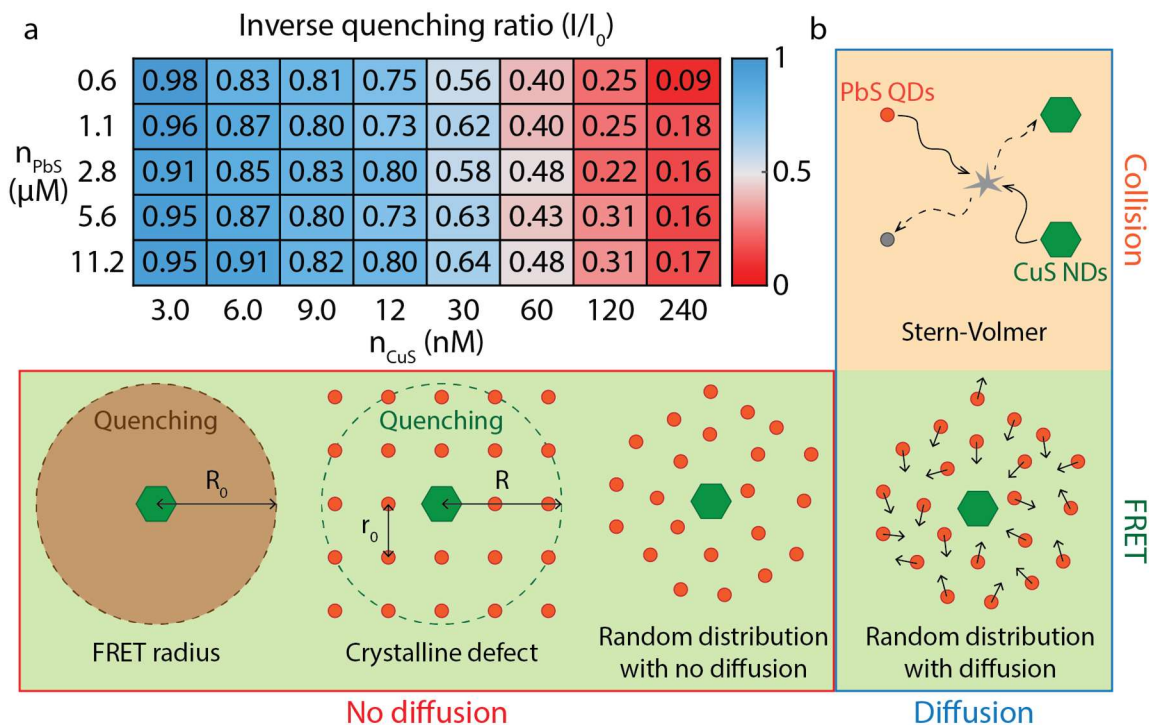 a
Inverse quenching ratio (I/I₀)
b
n_PbS
(μM)
0.6 0.98 0.83 0.81 0.75 0.56 0.40 0.25 0.09
1.1 0.96 0.87 0.80 0.73 0.62 0.40 0.25 0.18
2.8 0.91 0.85 0.83 0.80 0.58 0.48 0.22 0.16
5.6 0.95 0.87 0.80 0.73 0.63 0.43 0.31 0.16
11.2 0.95 0.91 0.82 0.80 0.64 0.48 0.31 0.17
3.0 6.0 9.0 12 30 60 120 240
n_CuS (nM)
1
0.5
0
PbS QDs
CuS NDs
Stern-Volmer
Collision
Quenching
R₀
FRET radius
Quenching
R
r₀
Crystalline defect
Random distribution
with no diffusion
Random distribution
with diffusion
FRET
No diffusion
Diffusion